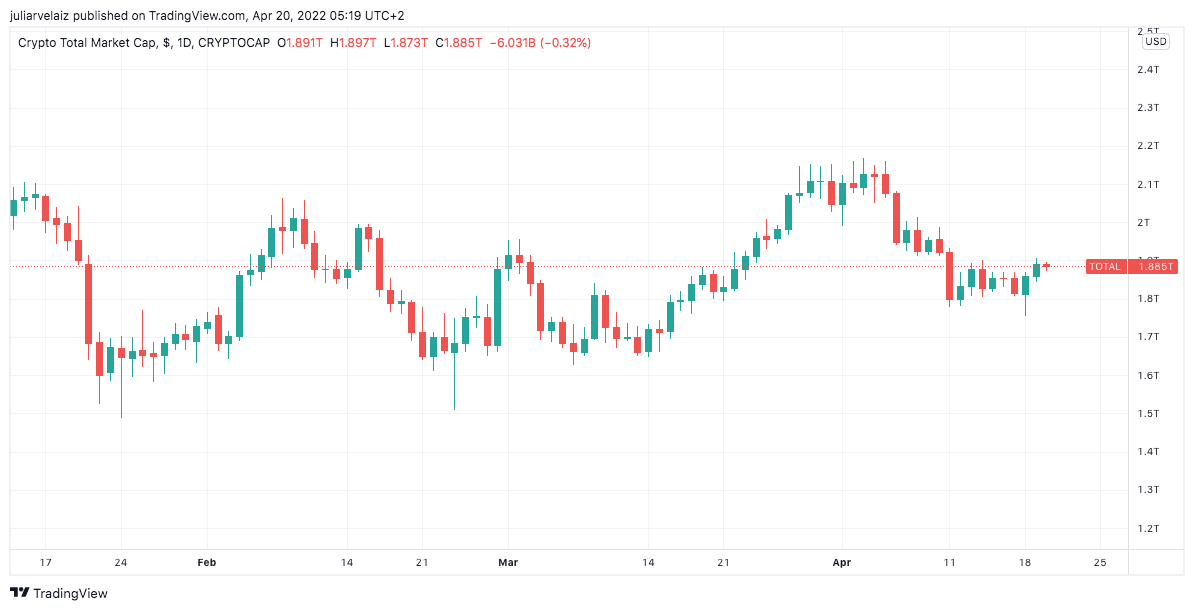 juliarvelaiz published on TradingView.com, Apr 20, 2022 05:19 UTC+2
Crypto Total Market Cap, $, 1D, CRYPTOCAP O1.891T H1.897T L1.873T C1.885T −6.031B (−0.32%)
2.5T
USD
2.4T
2.3T
2.2T
2.1T
2T
TOTAL 1.885T
1.8T
1.7T
1.6T
1.5T
1.4T
1.3T
1.2T
17 24 Feb 14 21 Mar 14 21 Apr 11 18 25
TradingView